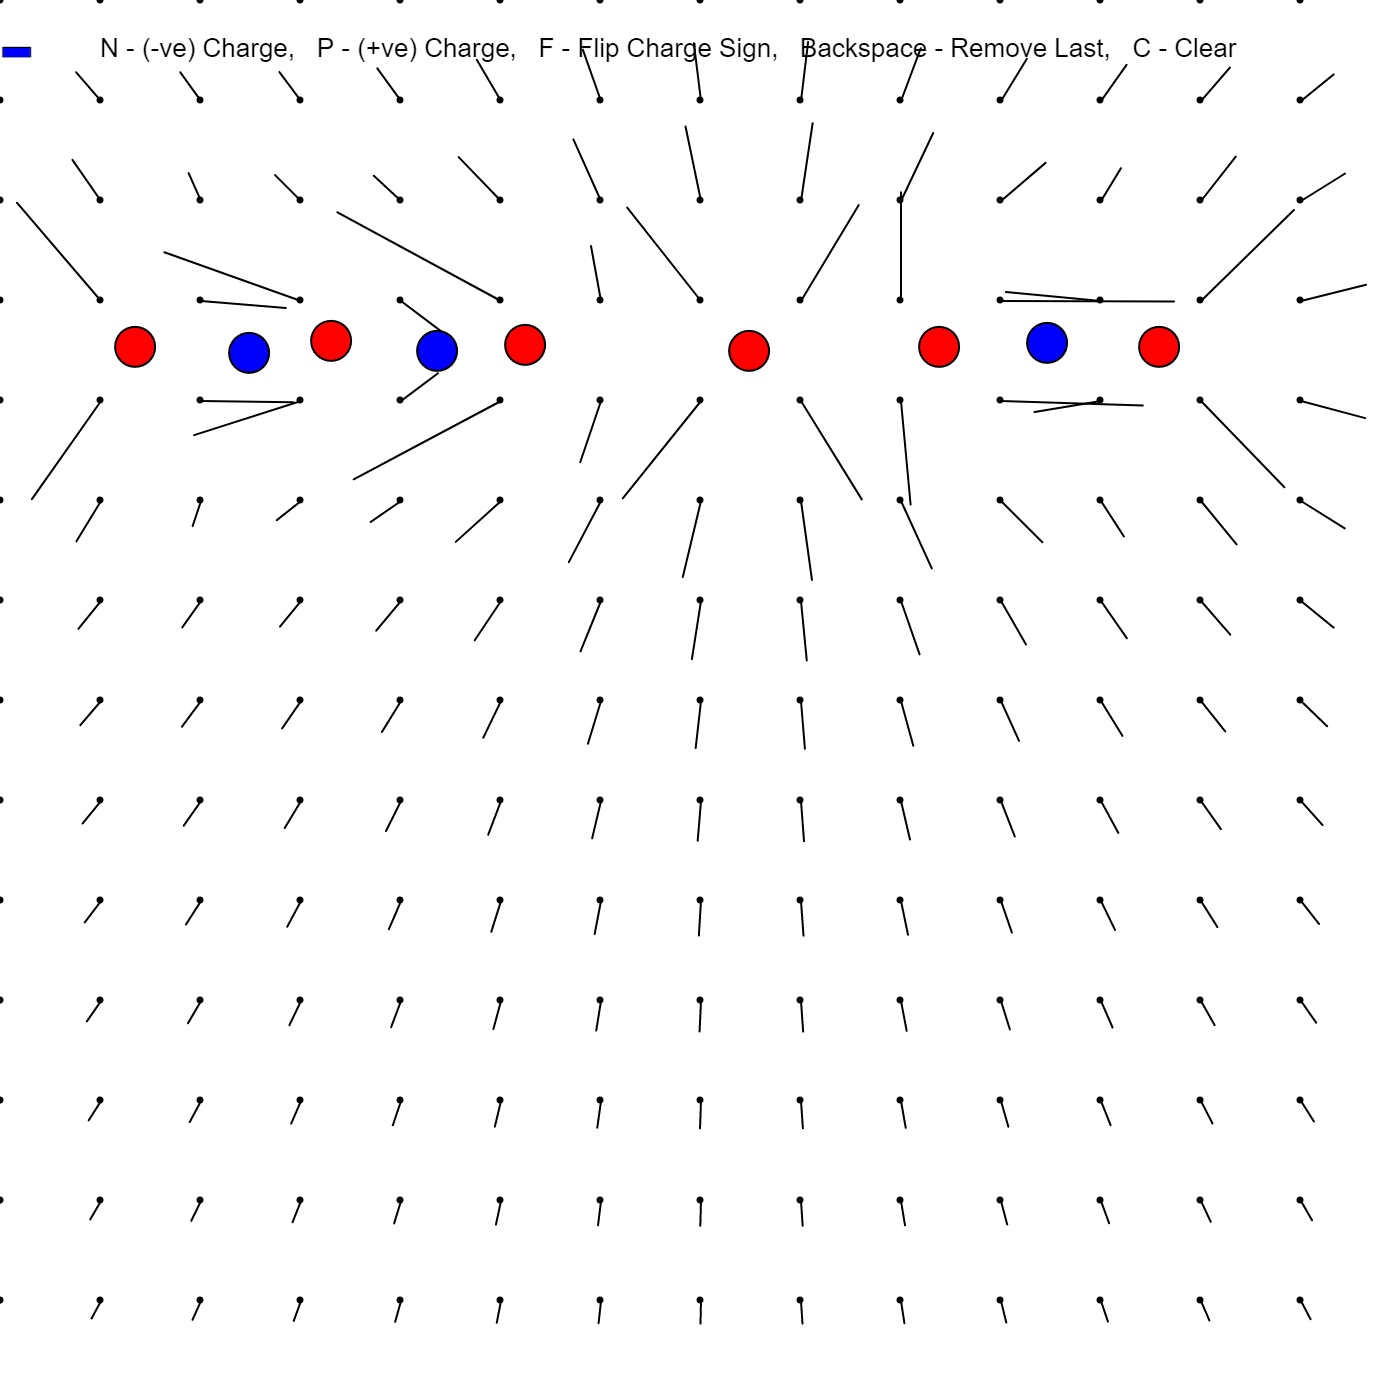 N - (-ve) Charge,   P - (+ve) Charge,   F - Flip Charge Sign,   Backspace - Remove Last,   C - Clear